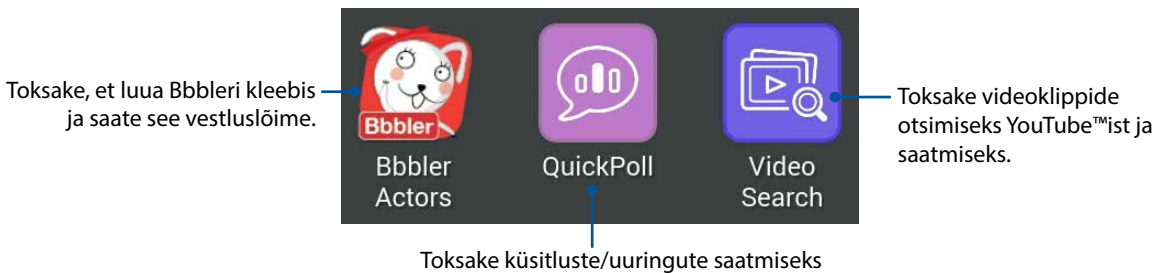 Toksake, et luua Bbbleri kleebis
ja saate see vestluslõime.
Bbbler
Bbbler
Actors
QuickPoll
Video
Search
Toksake videoklippide
otsimiseks YouTube™ist ja
saatmiseks.
Toksake küsitluste/uuringute saatmiseks